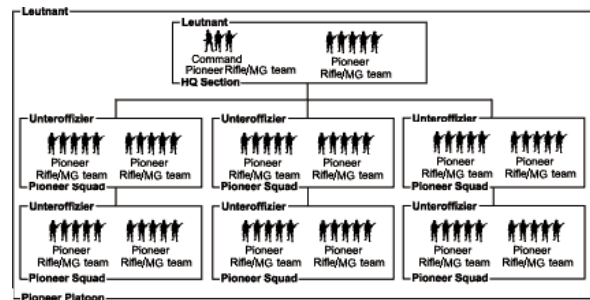 Leutnant
Leutnant
Command
Pioneer Rifle/MG team
Pioneer
Rifle/MG team
HQ Section
Unteroffizier
Pioneer
Rifle/MG team
Pioneer
Rifle/MG team
Pioneer Squad
Unteroffizier
Pioneer
Rifle/MG team
Pioneer
Rifle/MG team
Pioneer Squad
Unteroffizier
Pioneer
Rifle/MG team
Pioneer
Rifle/MG team
Pioneer Squad
Unteroffizier
Pioneer
Rifle/MG team
Pioneer
Rifle/MG team
Pioneer Squad
Unteroffizier
Pioneer
Rifle/MG team
Pioneer
Rifle/MG team
Pioneer Squad
Unteroffizier
Pioneer
Rifle/MG team
Pioneer
Rifle/MG team
Pioneer Squad
Pioneer Platoon